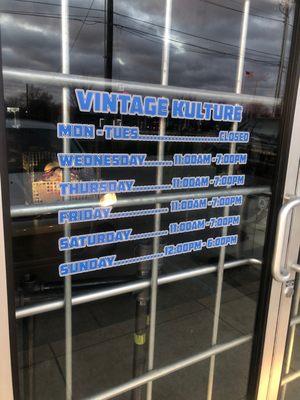 VINTAGE KULTURE
MON - TUES..................CLOSED
WEDNESDAY........11:00AM - 7:00PM
THURSDAY..........11:00AM - 7:00PM
FRIDAY................11:00AM - 7:00PM
SATURDAY..........11:00AM - 7:00PM
SUNDAY...............12:00PM - 6:00PM